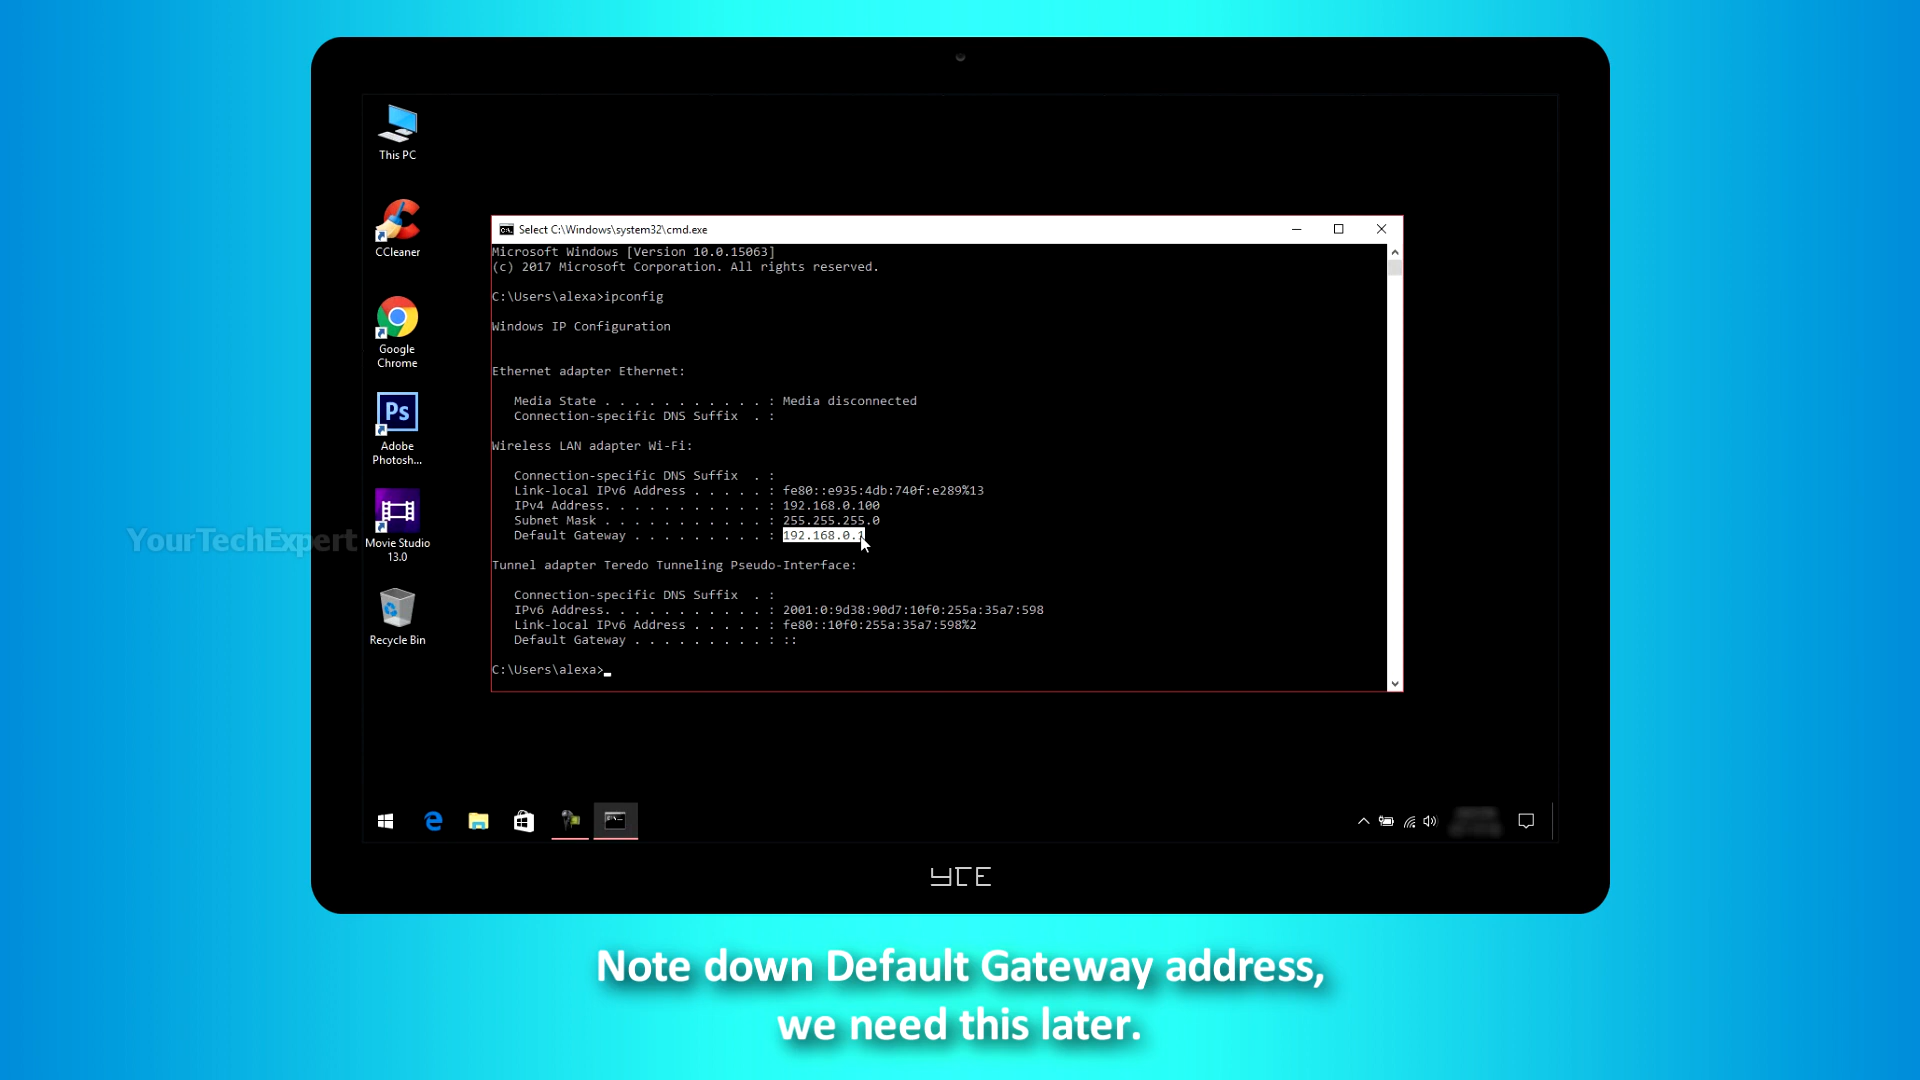 This PC
CCleaner
Google
Chrome
Ps
Adobe
Photosh...
Movie Studio
13.0
Recycle Bin
YourTechExpert
Select C:\Windows\system32\cmd.exe
Microsoft Windows [Version 10.0.15063]
(c) 2017 Microsoft Corporation. All rights reserved.
C:\Users\alexa>ipconfig
Windows IP Configuration
Ethernet adapter Ethernet:
Media State . . . . . . . . . . . : Media disconnected
Connection-specific DNS Suffix . :
Wireless LAN adapter Wi-Fi:
Connection-specific DNS Suffix . :
Link-local IPv6 Address . . . . . : fe80::e935:4db:740f:e289%13
IPv4 Address. . . . . . . . . . . : 192.168.0.100
Subnet Mask . . . . . . . . . . . : 255.255.255.0
Default Gateway . . . . . . . . . : 192.168.0.1
Tunnel adapter Teredo Tunneling Pseudo-Interface:
Connection-specific DNS Suffix . :
IPv6 Address. . . . . . . . . . . : 2001:0:9d38:90d7:10f0:255a:35a7:598
Link-local IPv6 Address . . . . . : fe80::10f0:255a:35a7:598%2
Default Gateway . . . . . . . . . : ::
C:\Users\alexa>
YTE
Note down Default Gateway address,
we need this later.